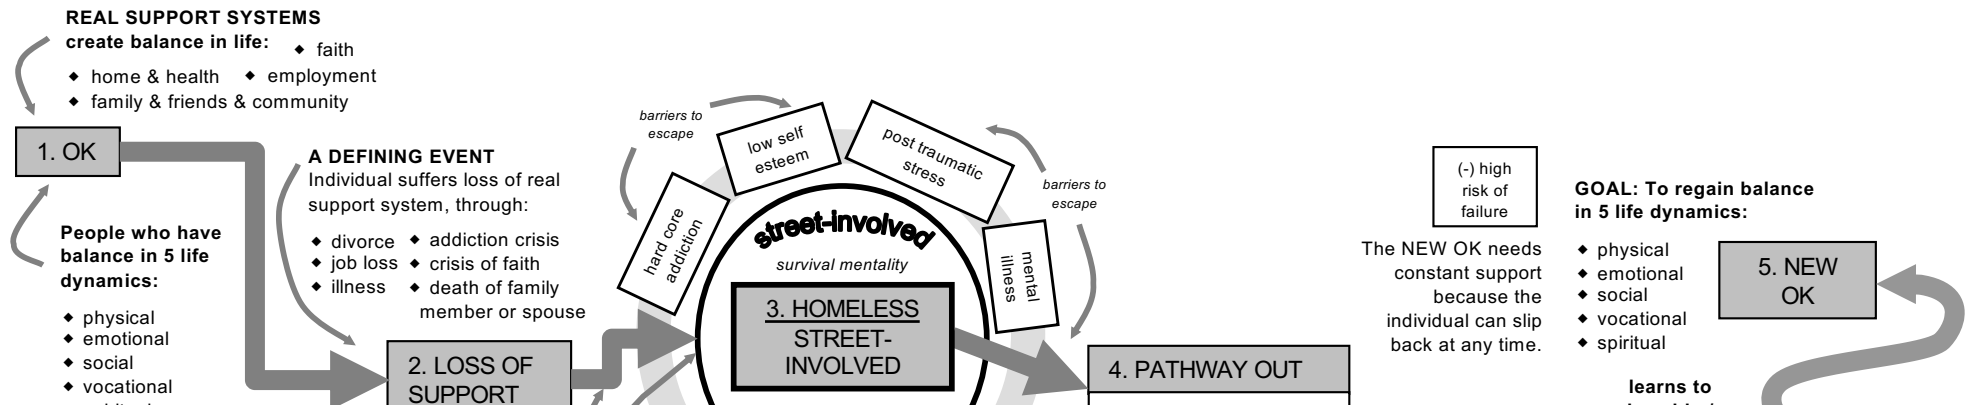 REAL SUPPORT SYSTEMS
create balance in life:
◆ faith
◆ home & health ◆ employment
◆ family & friends & community
1. OK
People who have
balance in 5 life
dynamics:
◆ physical
◆ emotional
◆ social
◆ vocational
A DEFINING EVENT
Individual suffers loss of real
support system, through:
◆ divorce ◆ addiction crisis
◆ job loss ◆ crisis of faith
◆ illness ◆ death of family
member or spouse
2. LOSS OF
SUPPORT
barriers to
escape
hard core
addiction
low self
esteem
post traumatic
stress
mental
illness
barriers to
escape
street-involved
survival mentality
3. HOMELESS
STREET-
INVOLVED
4. PATHWAY OUT
(-) high
risk of
failure
The NEW OK needs
constant support
because the
individual can slip
back at any time.
GOAL: To regain balance
in 5 life dynamics:
◆ physical
◆ emotional
◆ social
◆ vocational
◆ spiritual
5. NEW
OK
learns to